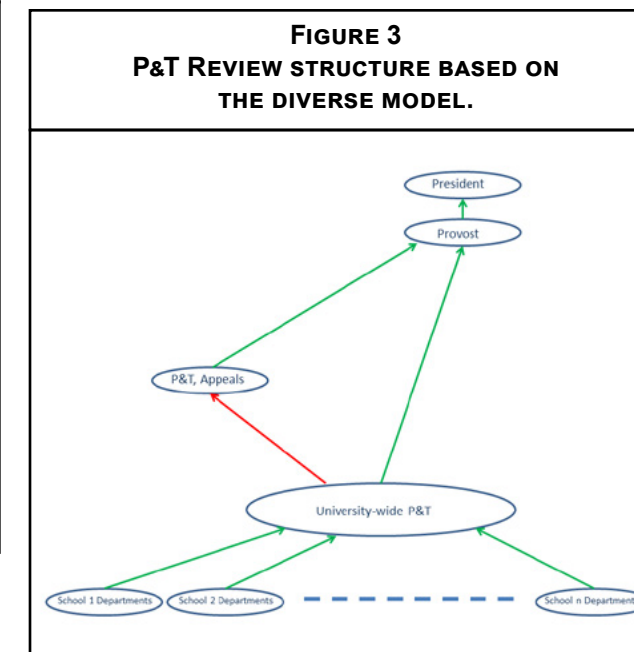 FIGURE 3
P&T REVIEW STRUCTURE BASED ON
THE DIVERSE MODEL.
President
Provost
P&T, Appeals
University-wide P&T
School 1 Departments
School 2 Departments
School n Department